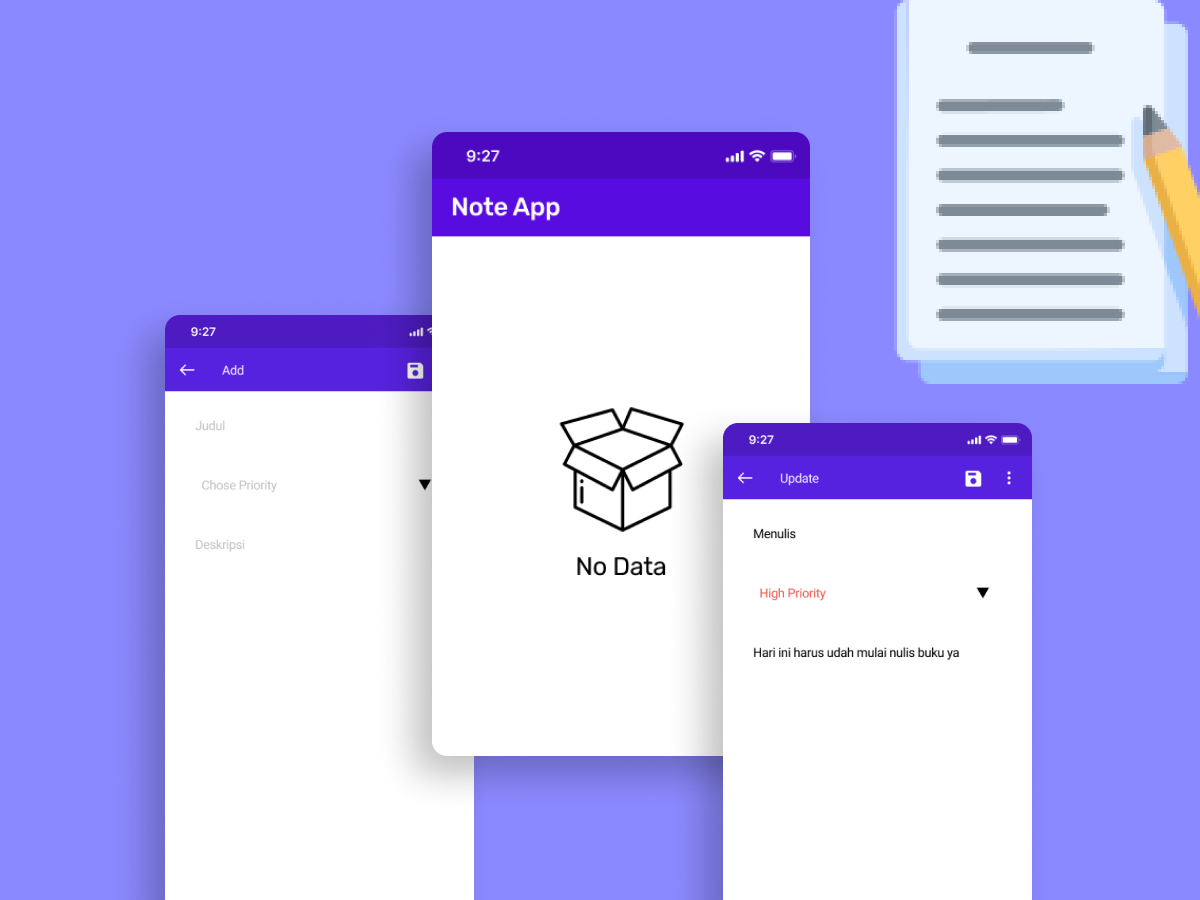 9:27
Note App
No Data
9:27
Add
Judul
Chose Priority
Deskripsi
9:27
Update
Menulis
High Priority
Hari ini harus udah mulai nulis buku ya